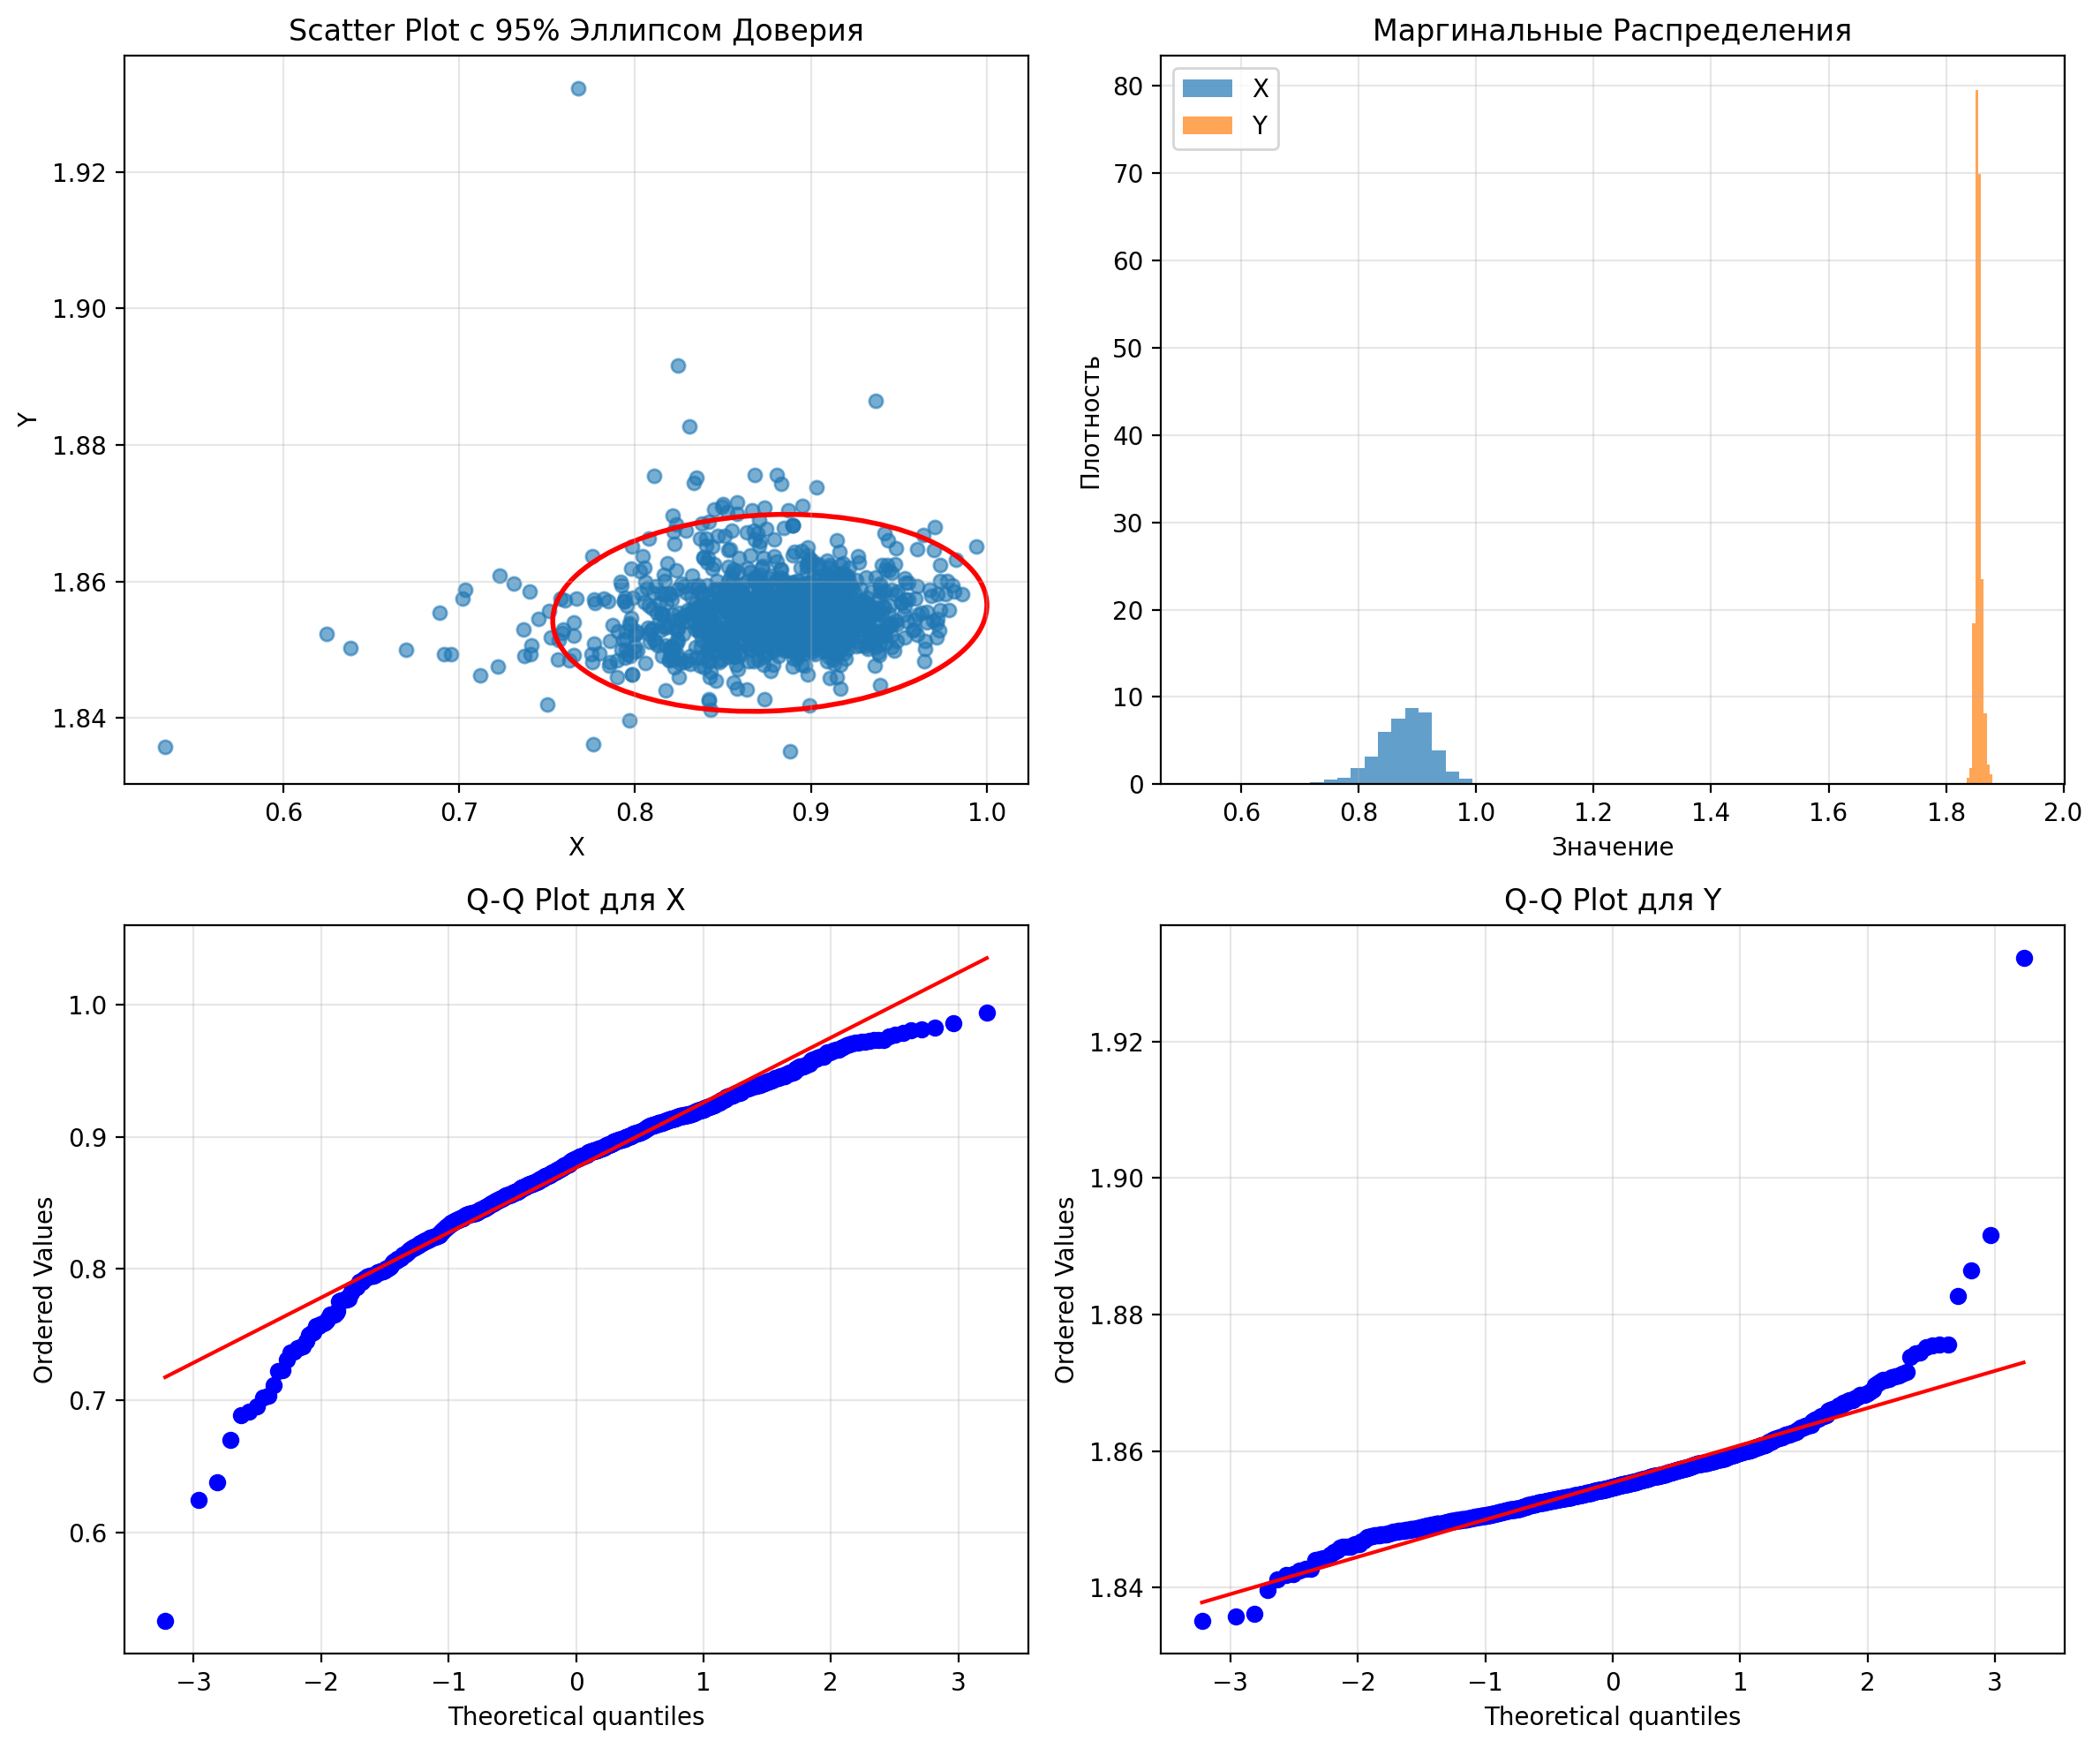 Scatter Plot с 95% Эллипсом Доверия
Y
1.92
1.90
1.88
1.86
1.84
0.6 0.7 0.8 0.9 1.0
X
Маргинальные Распределения
X
Y
Плотность
80
70
60
50
40
30
20
10
0
0.6 0.8 1.0 1.2 1.4 1.6 1.8 2.0
Значение
Q-Q Plot для X
Ordered Values
1.0
0.9
0.8
0.7
0.6
−3 −2 −1 0 1 2 3
Theoretical quantiles
Q-Q Plot для Y
Ordered Values
1.92
1.90
1.88
1.86
1.84
−3 −2 −1 0 1 2 3
Theoretical quantiles